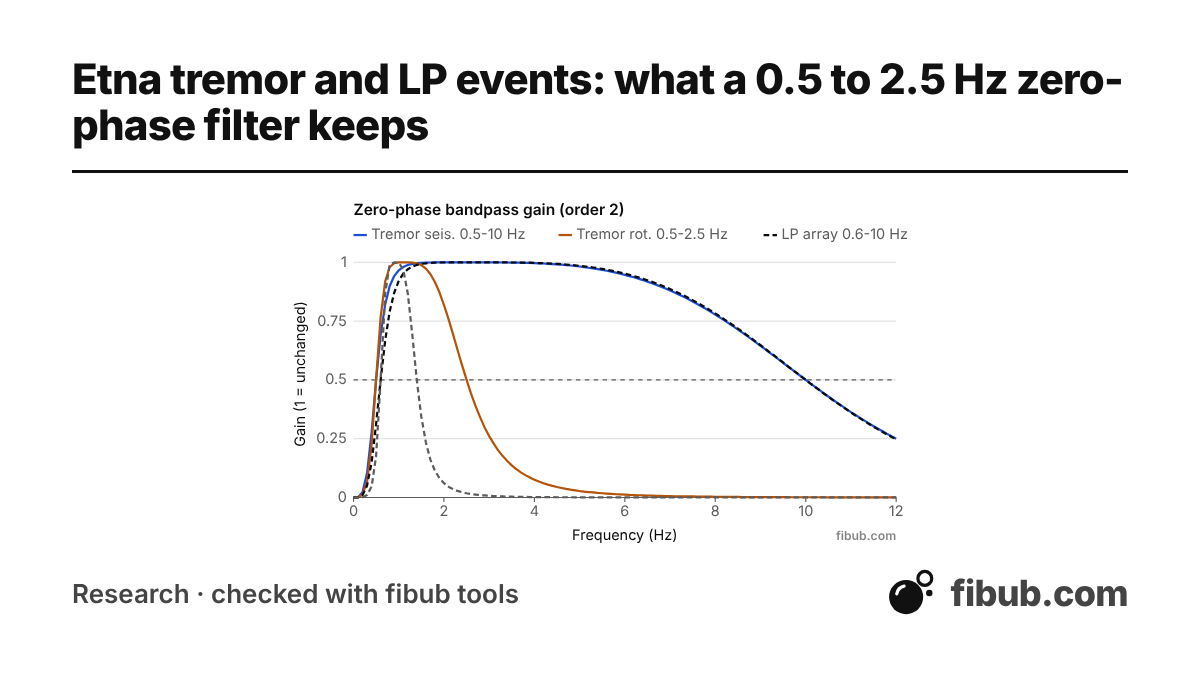 Etna tremor and LP events: what a 0.5 to 2.5 Hz zero-
phase filter keeps
Zero-phase bandpass gain (order 2)
Tremor seis. 0.5-10 Hz Tremor rot. 0.5-2.5 Hz LP array 0.6-10 Hz
Gain (1 = unchanged)
1
0.75
0.5
0.25
0
0 2 4 6 8 10 12
Frequency (Hz)
fibub.com
Research · checked with fibub tools
fibub.com